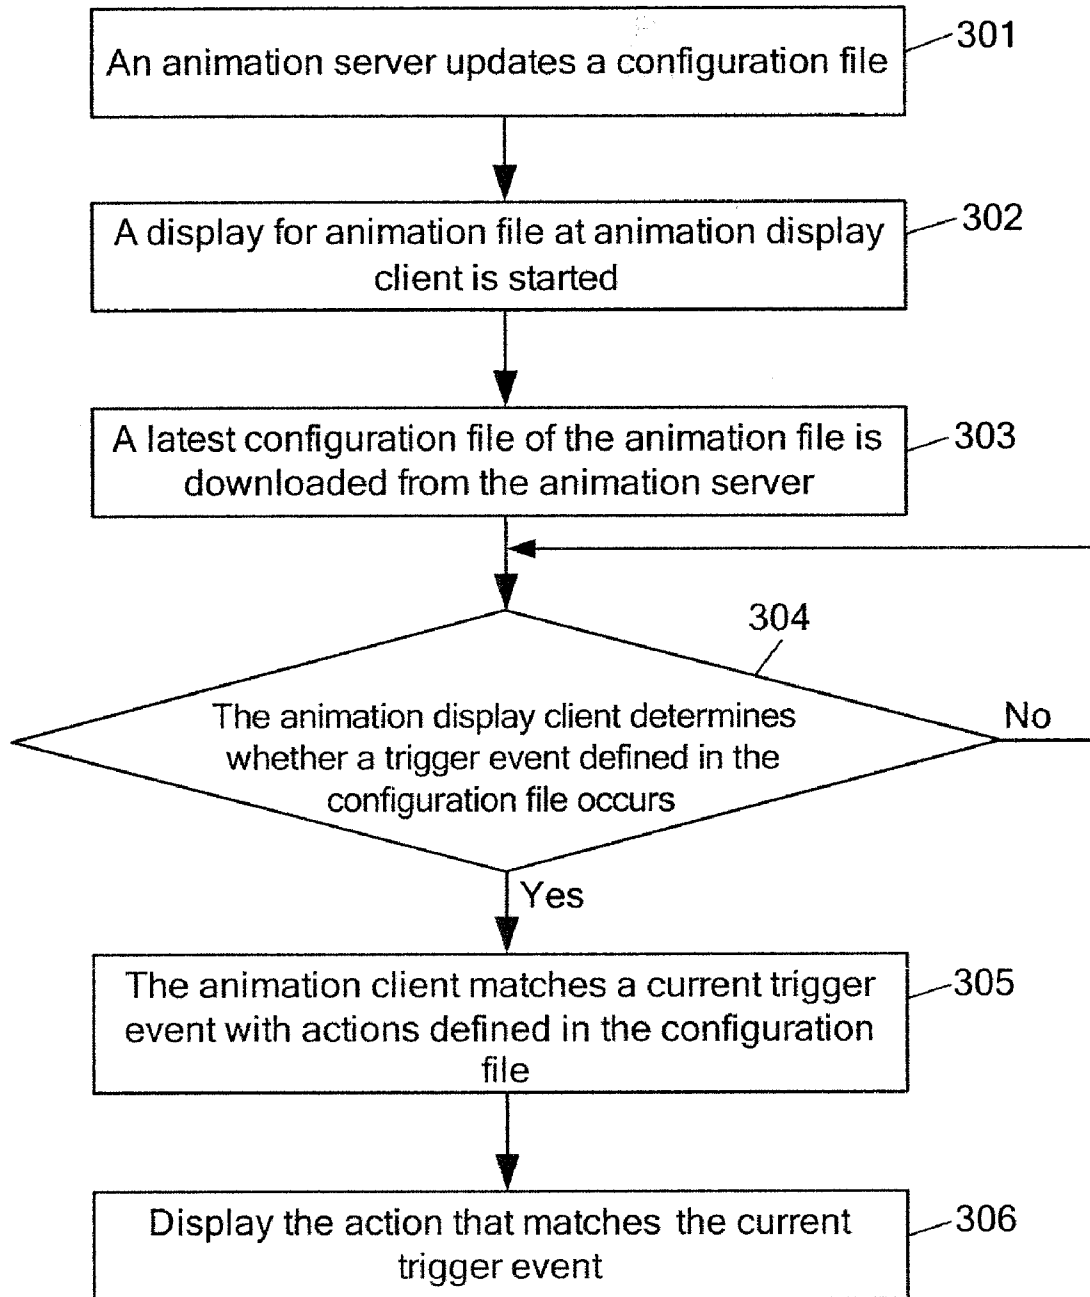 An animation server updates a configuration file
301
A display for animation file at animation display
client is started
302
A latest configuration file of the animation file is
downloaded from the animation server
303
304
The animation display client determines
whether a trigger event defined in the
configuration file occurs
No
Yes
The animation client matches a current trigger
event with actions defined in the configuration
file
305
Display the action that matches the current
trigger event
306